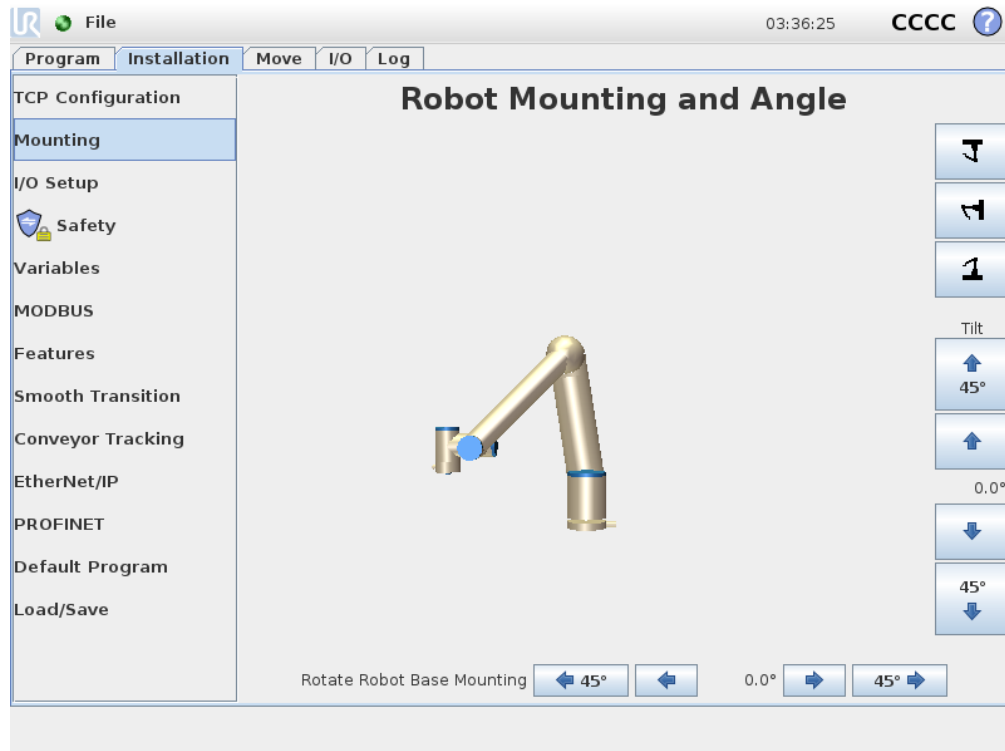 UR File 03:36:25 CCCC ?
Program Installation Move I/O Log
TCP Configuration
Mounting
I/O Setup
Safety
Variables
MODBUS
Features
Smooth Transition
Conveyor Tracking
EtherNet/IP
PROFINET
Default Program
Load/Save
Robot Mounting and Angle
Tilt
45°
0.0°
45°
Rotate Robot Base Mounting 45° 0.0° 45°